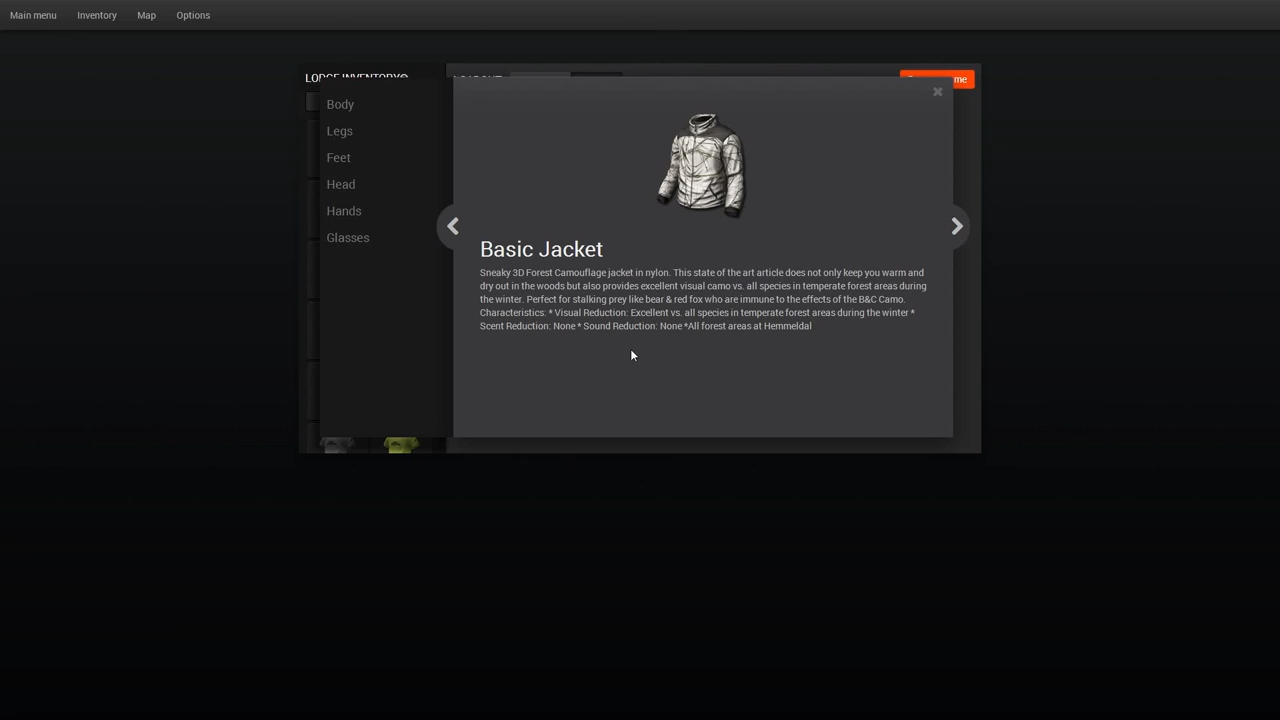 Main menu Inventory Map Options
LODGE INVENTORY
me
Body
Legs
Feet
Head
Hands
Glasses
Basic Jacket
Sneaky 3D Forest Camouflage jacket in nylon. This state of the art article does not only keep you warm and
dry out in the woods but also provides excellent visual camo vs. all species in temperate forest areas during
the winter. Perfect for stalking prey like bear & red fox who are immune to the effects of the B&C Camo.
Characteristics: * Visual Reduction: Excellent vs. all species in temperate forest areas during the winter *
Scent Reduction: None * Sound Reduction: None *All forest areas at Hemmeldal